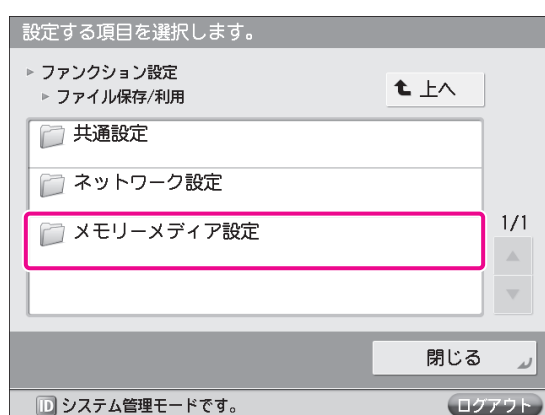 設定する項目を選択します。
ファンクション設定
ファイル保存/利用
上へ
共通設定
ネットワーク設定
メモリーメディア設定
1/1
閉じる
ID システム管理モードです。
ログアウト